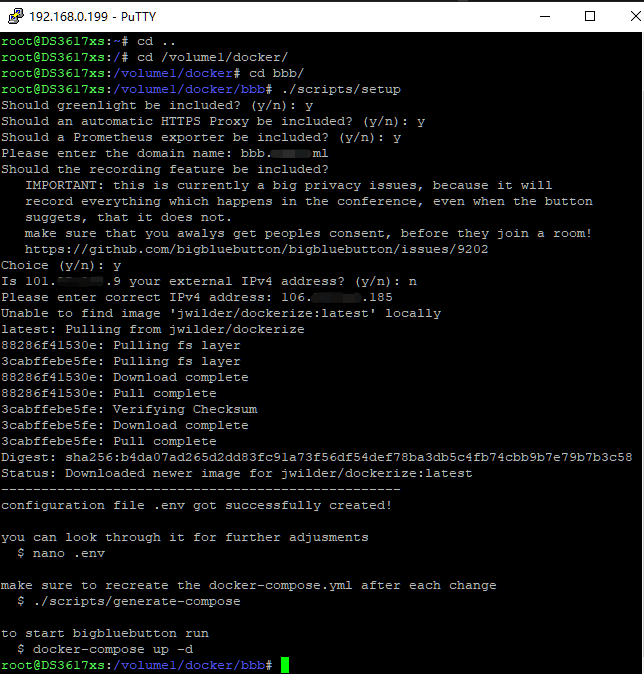 192.168.0.199 - PuTTY
root@DS3617xs:~# cd ..
root@DS3617xs:/# cd /volume1/docker/
root@DS3617xs:/volume1/docker# cd bbb/
root@DS3617xs:/volume1/docker/bbb# ./scripts/setup
Should greenlight be included? (y/n): y
Should an automatic HTTPS Proxy be included? (y/n): y
Should a Prometheus exporter be included? (y/n): y
Please enter the domain name: bbb. ml
Should the recording feature be included?
IMPORTANT: this is currently a big privacy issues, because it will
record everything which happens in the conference, even when the button
suggets, that it does not.
make sure that you awalys get peoples consent, before they join a room!
https://github.com/bigbluebutton/bigbluebutton/issues/9202
Choice (y/n): y
Is 101. .9 your external IPv4 address? (y/n): n
Please enter correct IPv4 address: 106. .185
Unable to find image 'jwilder/dockerize:latest' locally
latest: Pulling from jwilder/dockerize
88286f41530e: Pulling fs layer
3cabffebe5fe: Pulling fs layer
88286f41530e: Download complete
88286f41530e: Pull complete
3cabffebe5fe: Verifying Checksum
3cabffebe5fe: Download complete
3cabffebe5fe: Pull complete
Digest: sha256:b4da07ad265d2dd83fc91a73f56df54def78ba3db5c4fb74cbb9b7e79b7b3c58
Status: Downloaded newer image for jwilder/dockerize:latest
--------------------------------------------------
configuration file .env got successfully created!
you can look through it for further adjusments
$ nano .env
make sure to recreate the docker-compose.yml after each change
$ ./scripts/generate-compose
to start bigbluebutton run
$ docker-compose up -d
root@DS3617xs:/volume1/docker/bbb#